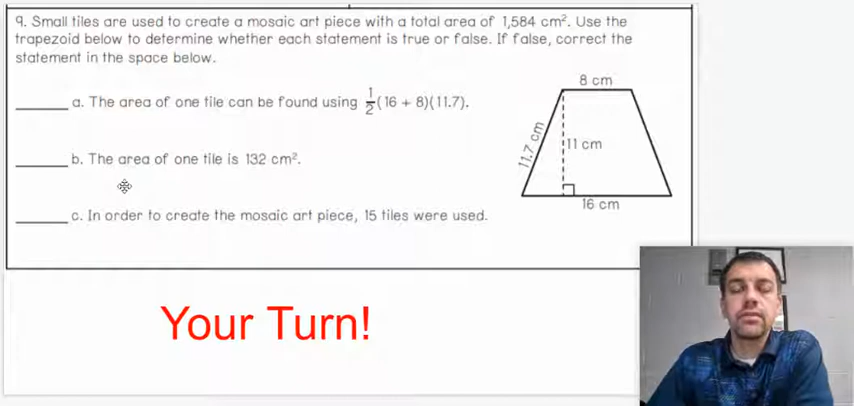 9. Small tiles are used to create a mosaic art piece with a total area of 1,584 cm². Use the
trapezoid below to determine whether each statement is true or false. If false, correct the
statement in the space below.
8 cm
_____ a. The area of one tile can be found using 1/2(16 + 8)(11.7).
11.7 cm
11 cm
_____ b. The area of one tile is 132 cm².
16 cm
_____ c. In order to create the mosaic art piece, 15 tiles were used.
Your Turn!